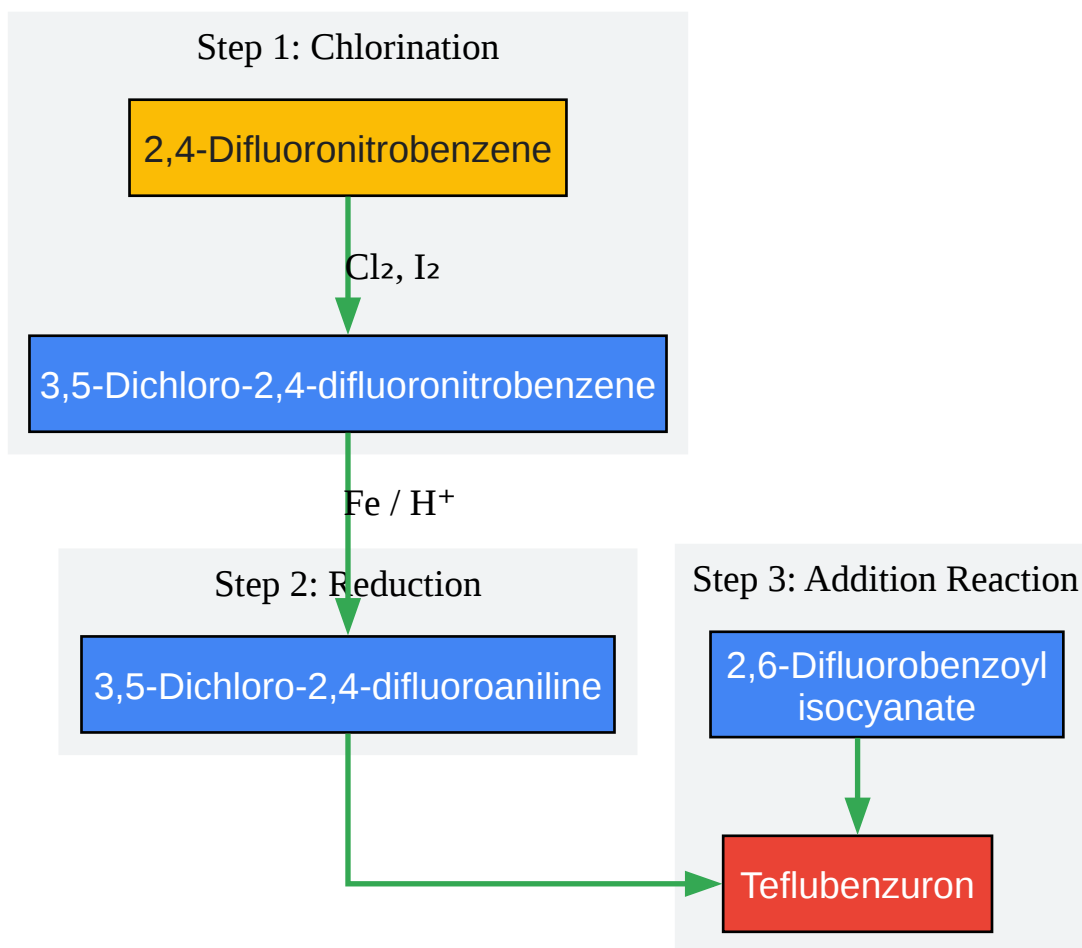 Step 1: Chlorination
2,4-Difluoronitrobenzene
Cl₂, I₂
3,5-Dichloro-2,4-difluoronitrobenzene
Fe / H⁺
Step 2: Reduction
3,5-Dichloro-2,4-difluoroaniline
Step 3: Addition Reaction
2,6-Difluorobenzoyl
isocyanate
Teflubenzuron